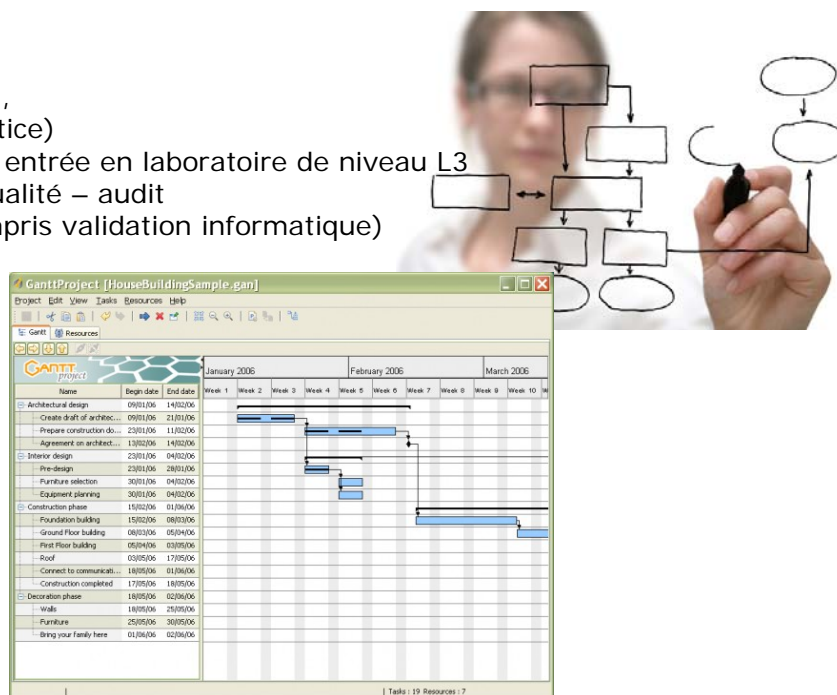 ,
tice)
entrée en laboratoire de niveau L3
ualité – audit
pris validation informatique)
GanttProject [HouseBuildingSample.gan]
Project Edit View Tasks Resources Help
Gantt Resources
GANTT project
January 2006 February 2006 March 2006
Name Begin date End date Week 1 Week 2 Week 3 Week 4 Week 5 Week 6 Week 7 Week 8 Week 9 Week 10
Architectural design 09/01/06 14/02/06
Create draft of architec... 09/01/06 21/01/06
Prepare construction do... 23/01/06 11/02/06
Agreement on architect... 13/02/06 14/02/06
Interior design 23/01/06 04/02/06
Pre-design 23/01/06 28/01/06
Furniture selection 30/01/06 04/02/06
Equipment planning 30/01/06 04/02/06
Construction phase 15/02/06 01/06/06
Foundation building 15/02/06 08/03/06
Ground Floor building 08/03/06 05/04/06
First Floor building 05/04/06 03/05/06
Roof 03/05/06 17/05/06
Connect to communicati... 18/05/06 01/06/06
Construction completed 17/05/06 18/05/06
Decoration phase 18/05/06 02/06/06
Walls 18/05/06 25/05/06
Furniture 25/05/06 30/05/06
Bring your family here 01/06/06 02/06/06
Tasks : 19 Resources : 7